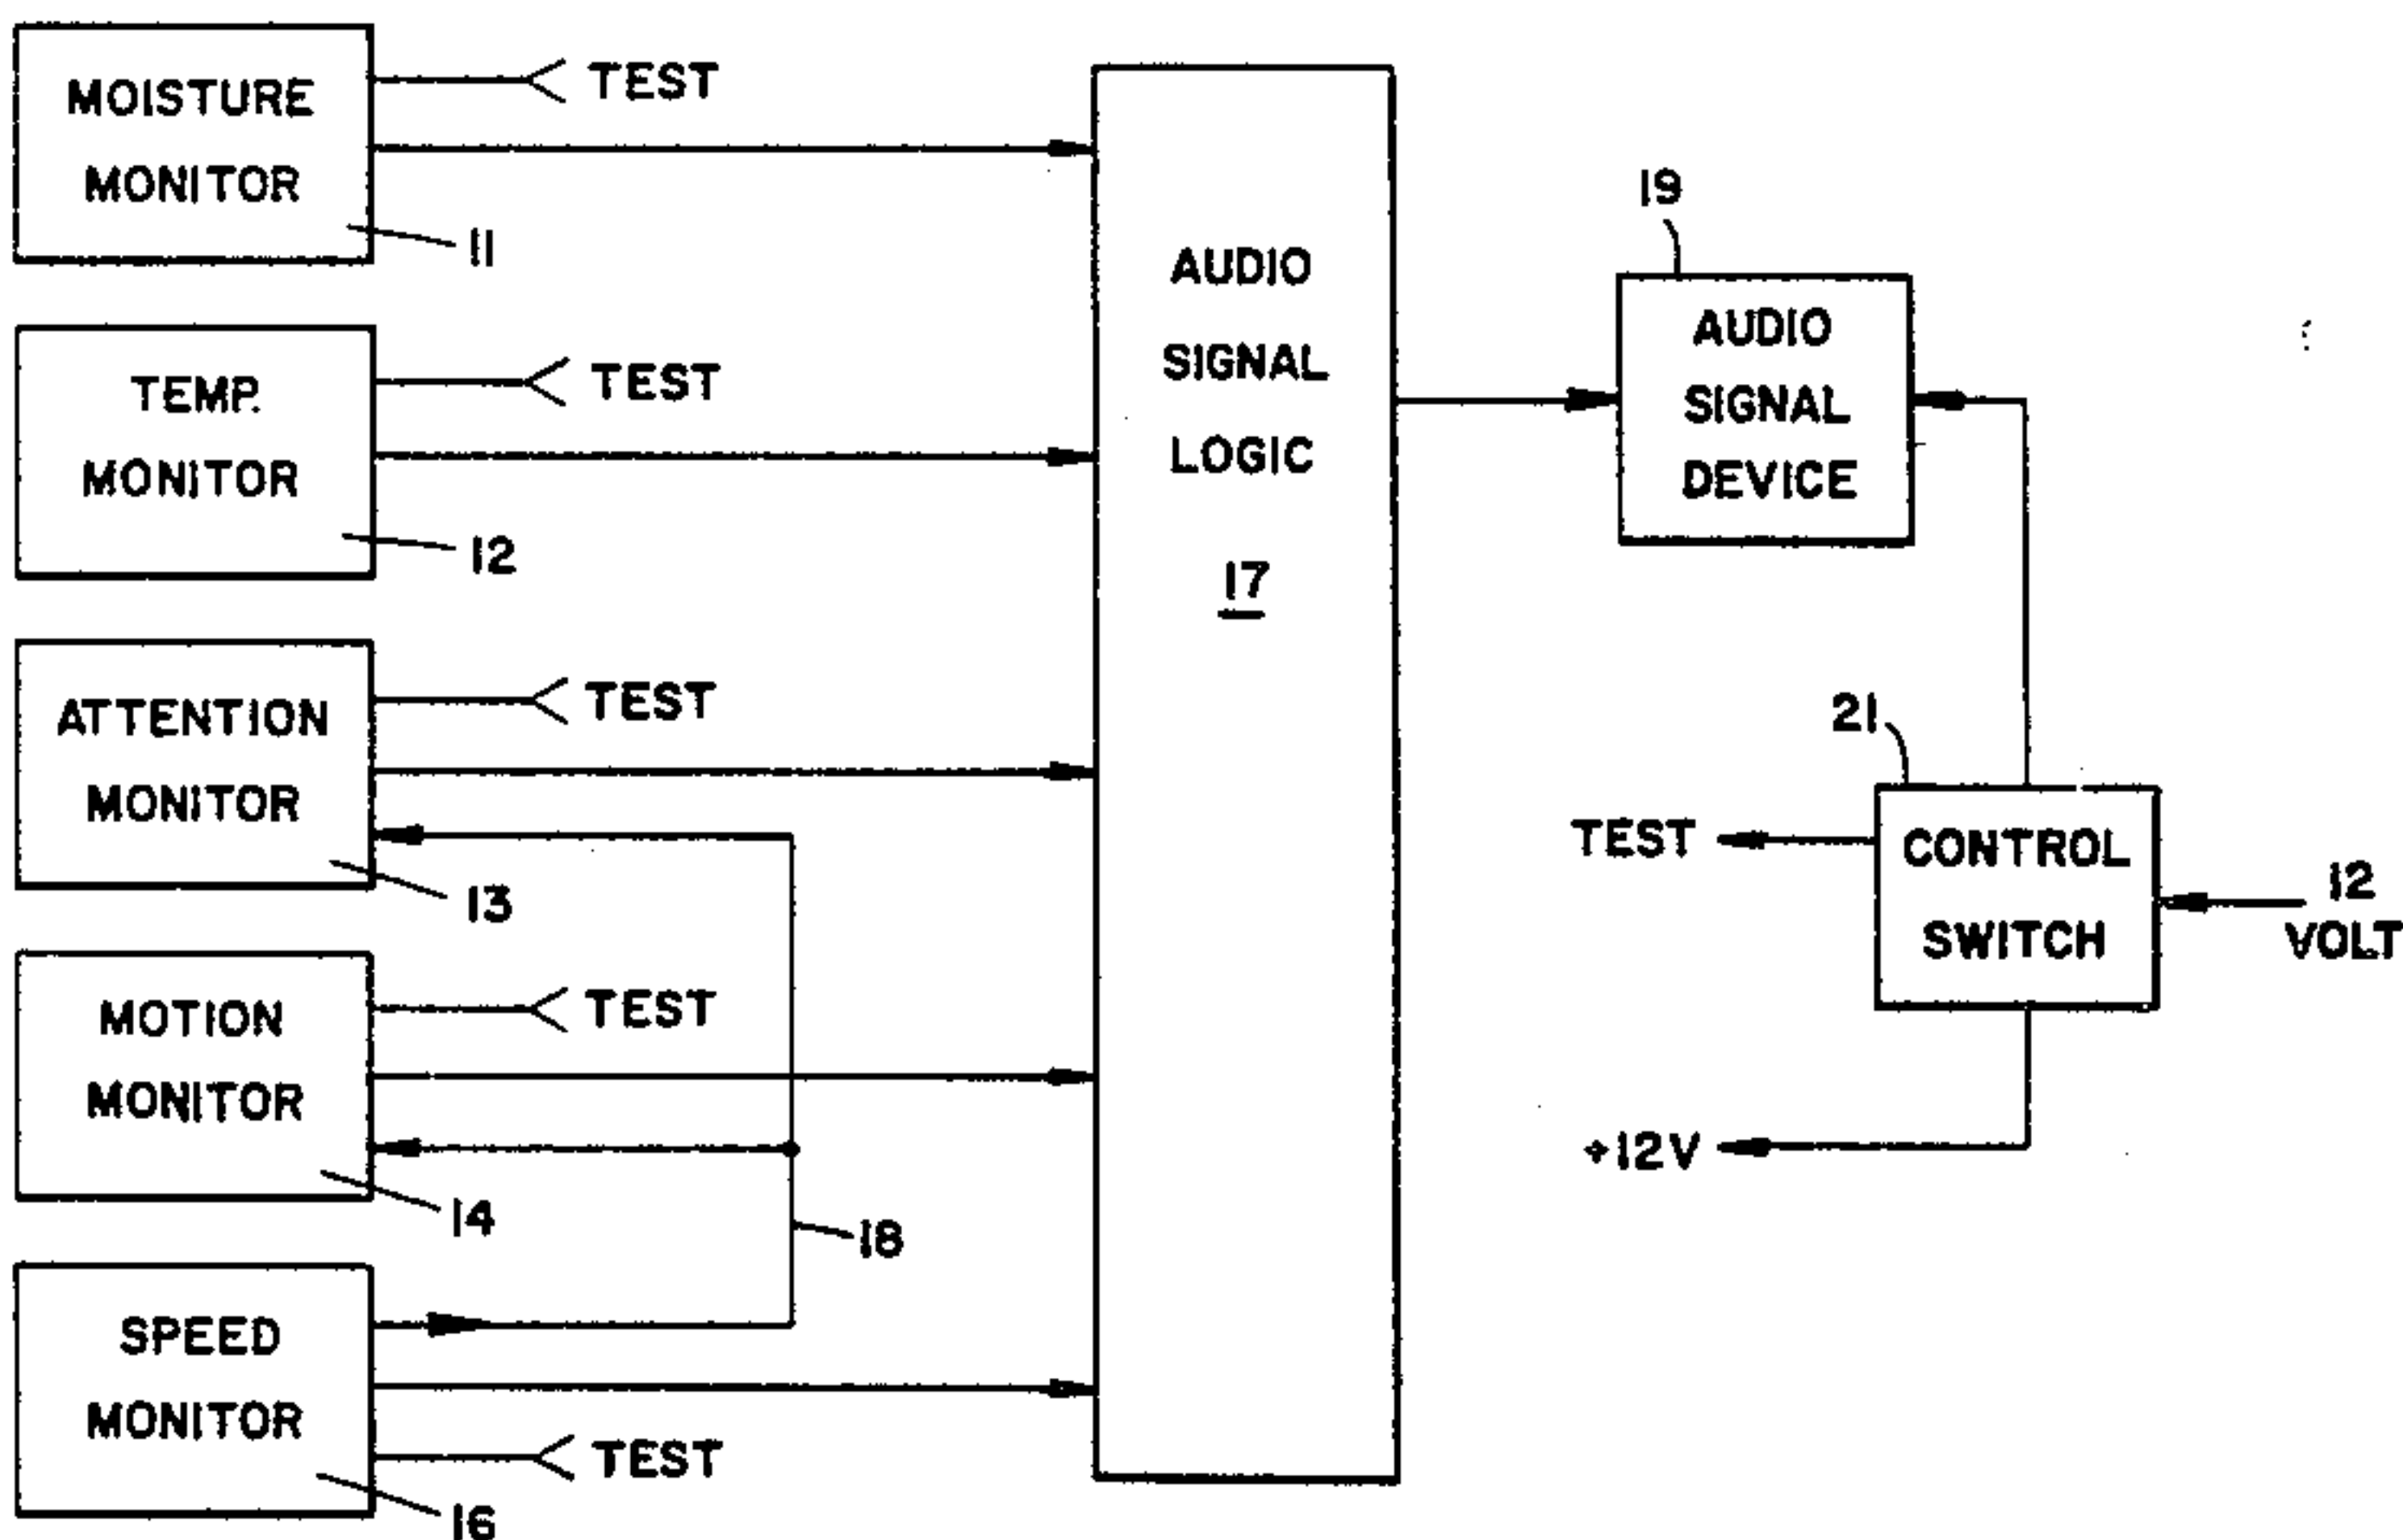 MOISTURE
MONITOR
11
TEST
TEMP.
MONITOR
12
TEST
ATTENTION
MONITOR
13
TEST
MOTION
MONITOR
14
TEST
18
SPEED
MONITOR
16
TEST
AUDIO
SIGNAL
LOGIC
17
19
AUDIO
SIGNAL
DEVICE
21
CONTROL
SWITCH
TEST
12
VOLT
+12V